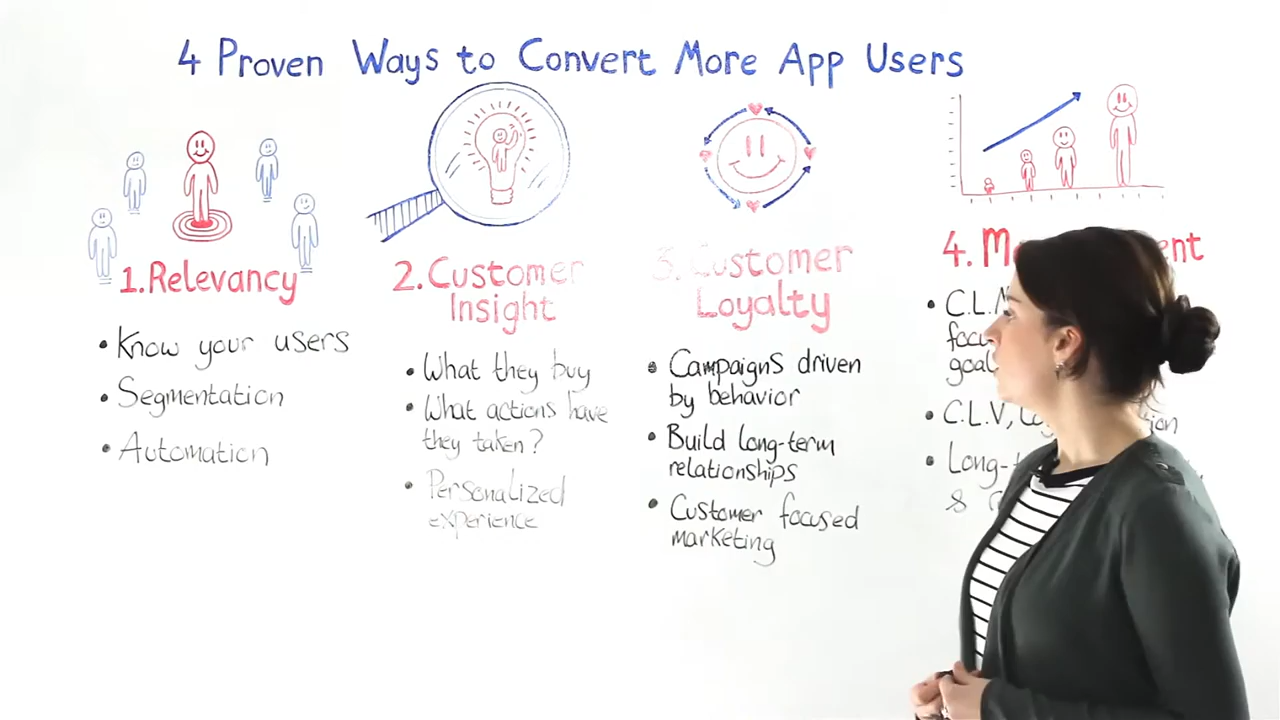 4 Proven Ways to Convert More App Users
1. Relevancy
• Know your users
• Segmentation
• Automation
2. Customer
Insight
• What they buy
• What actions have
they taken?
• Personalized
experience
3. Customer
Loyalty
• Campaigns driven
by behavior
• Build long-term
relationships
• Customer focused
marketing
4.
• 
goal
• C.L.V,
• Long-
&